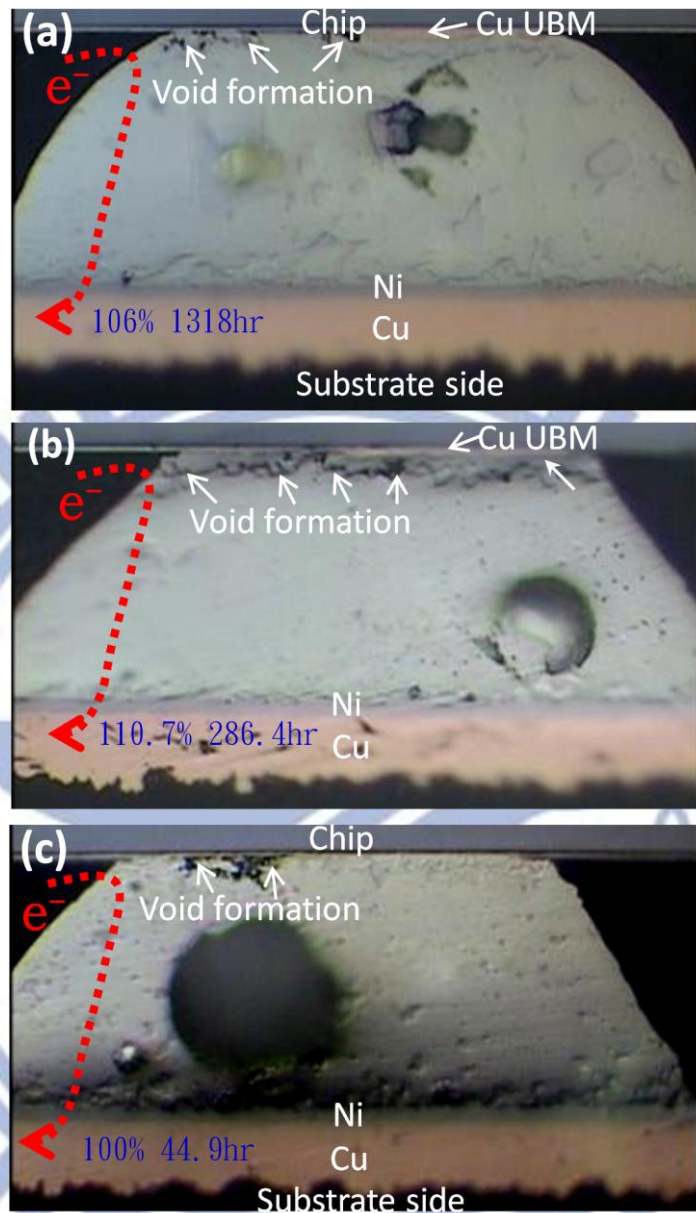 (a)
Chip
Cu UBM
e⁻
Void formation
Ni
106% 1318hr
Cu
Substrate side
(b)
Cu UBM
e⁻
Void formation
Ni
110.7% 286.4hr
Cu
(c)
Chip
e⁻
Void formation
Ni
100% 44.9hr
Cu
Substrate side